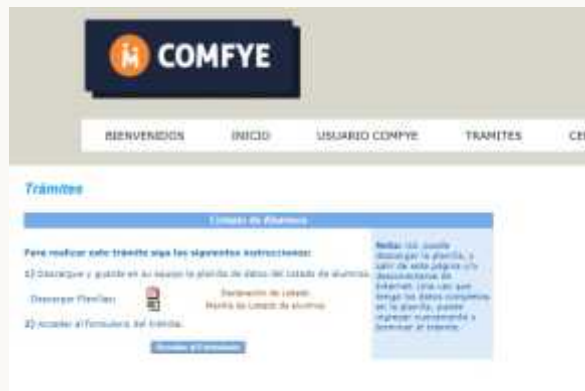 COMFYE
BIENVENIDOS INICIO USUARIO COMFYE TRAMITES
Trámites
Listado de Alumnos
Para realizar este trámite siga las siguientes instrucciones:
1) Descargue y guarde en su equipo la planilla de datos del Listado de alumnos.
Descargar Planillas:
Declaración de Listado
Planilla de Listado de alumnos
2) Acceder al formulario del trámite.
Acceder al Formulario
Nota: Ud. puede
descargar la planilla, y
salir de esta página y/o
desconectarse de
Internet. Una vez que
tenga los datos completos
en la planilla, puede
ingresar nuevamente y
terminar el trámite.